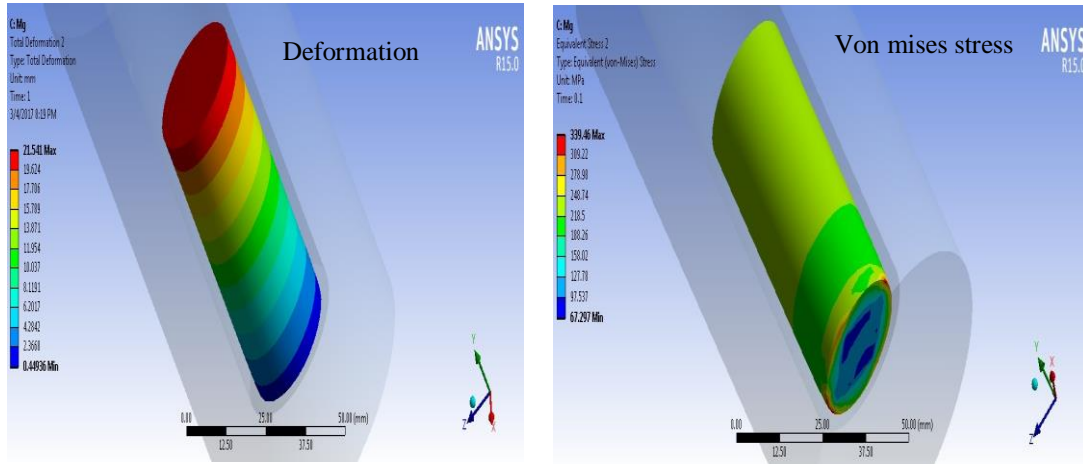 C: Mg
Total Deformation 2
Type: Total Deformation
Unit: mm
Time: 1
3/4/2017 8:19 PM
21.541 Max
19.624
17.706
15.789
13.871
11.954
10.037
8.1191
6.2017
4.2842
2.3668
0.44936 Min
Deformation
ANSYS
R15.0
Y
Z
X
0.00
25.00
50.00 (mm)
12.50
37.50
C: Mg
Equivalent Stress 2
Type: Equivalent (von-Mises) Stress
Unit: MPa
Time: 0.1
339.46 Max
309.22
278.98
248.74
218.5
188.26
158.02
127.78
97.537
67.297 Min
Von mises stress
ANSYS
R15.0
Y
X
Z
0.00
25.00
50.00 (mm)
12.50
37.50